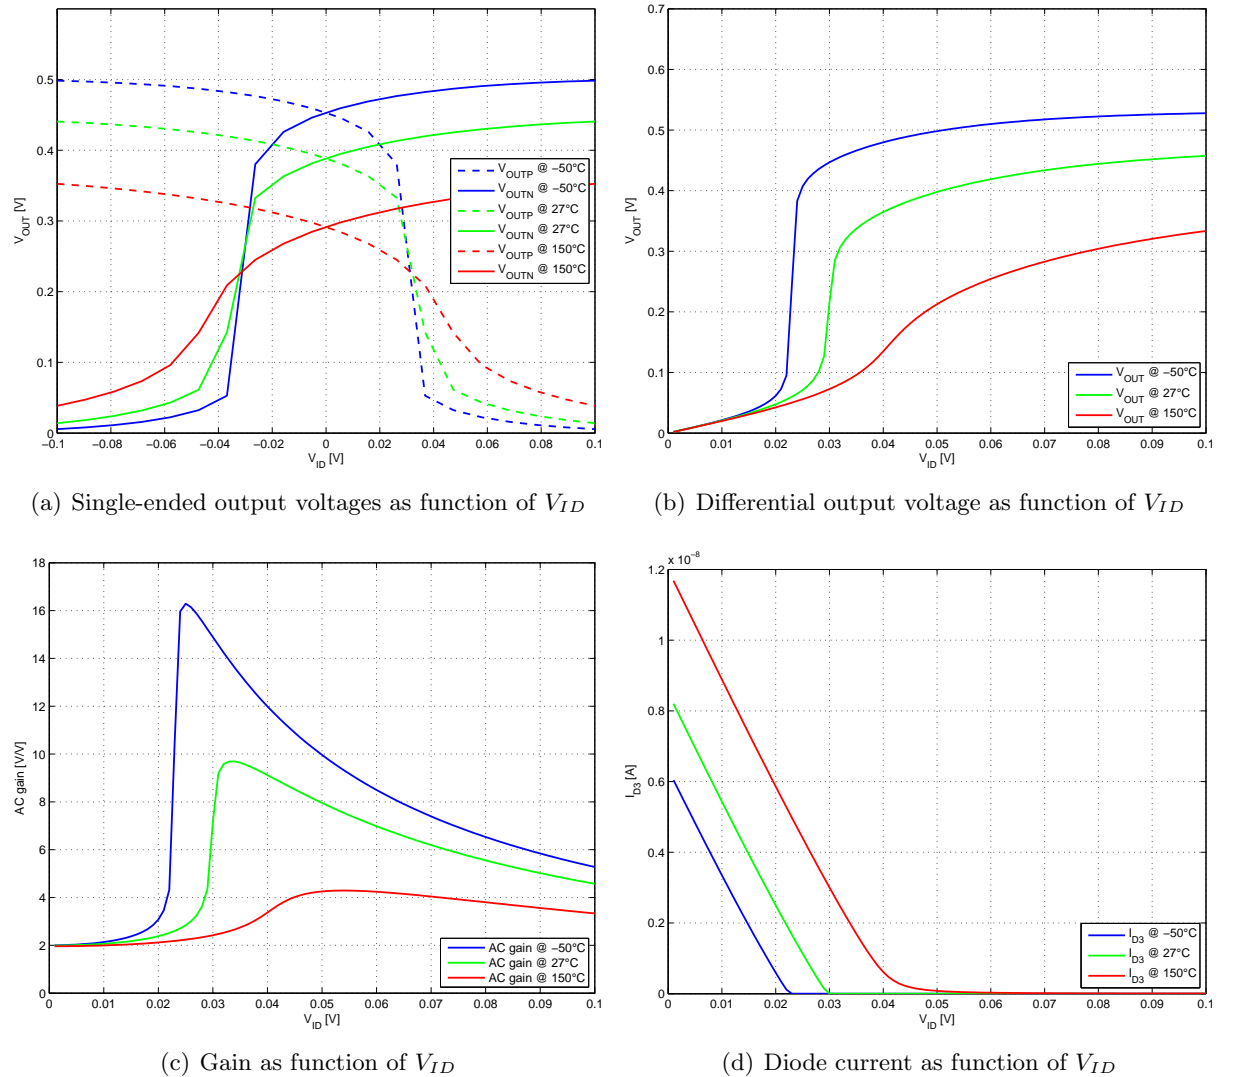 0.5
0.4
0.3
0.2
0.1
0
V_OUT [V]
−0.1 −0.08 −0.06 −0.04 −0.02 0 0.02 0.04 0.06 0.08 0.1
V_ID [V]
V_OUTP @ −50°C
V_OUTN @ −50°C
V_OUTP @ 27°C
V_OUTN @ 27°C
V_OUTP @ 150°C
V_OUTN @ 150°C
(a) Single-ended output voltages as function of V_ID
0.7
0.6
0.5
0.4
0.3
0.2
0.1
0
V_OUT [V]
0 0.01 0.02 0.03 0.04 0.05 0.06 0.07 0.08 0.09 0.1
V_ID [V]
V_OUT @ −50°C
V_OUT @ 27°C
V_OUT @ 150°C
(b) Differential output voltage as function of V_ID
18
16
14
12
10
8
6
4
2
0
AC gain [V/V]
0 0.01 0.02 0.03 0.04 0.05 0.06 0.07 0.08 0.09 0.1
V_ID [V]
AC gain @ −50°C
AC gain @ 27°C
AC gain @ 150°C
(c) Gain as function of V_ID
x 10^−8
1.2
1
0.8
0.6
0.4
0.2
0
I_D3 [A]
0 0.01 0.02 0.03 0.04 0.05 0.06 0.07 0.08 0.09 0.1
V_ID [V]
I_D3 @ −50°C
I_D3 @ 27°C
I_D3 @ 150°C
(d) Diode current as function of V_ID